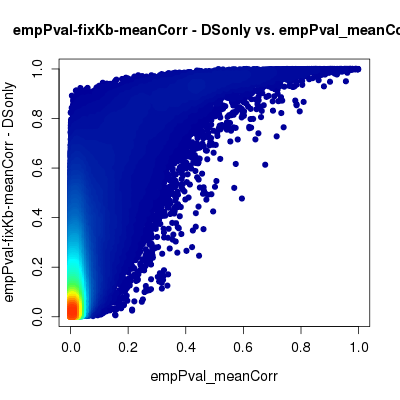 empPval-fixKb-meanCorr - DSonly vs. empPval_meanCo
empPval-fixKb-meanCorr - DSonly
1.0
0.8
0.6
0.4
0.2
0.0
0.0 0.2 0.4 0.6 0.8 1.0
empPval_meanCorr